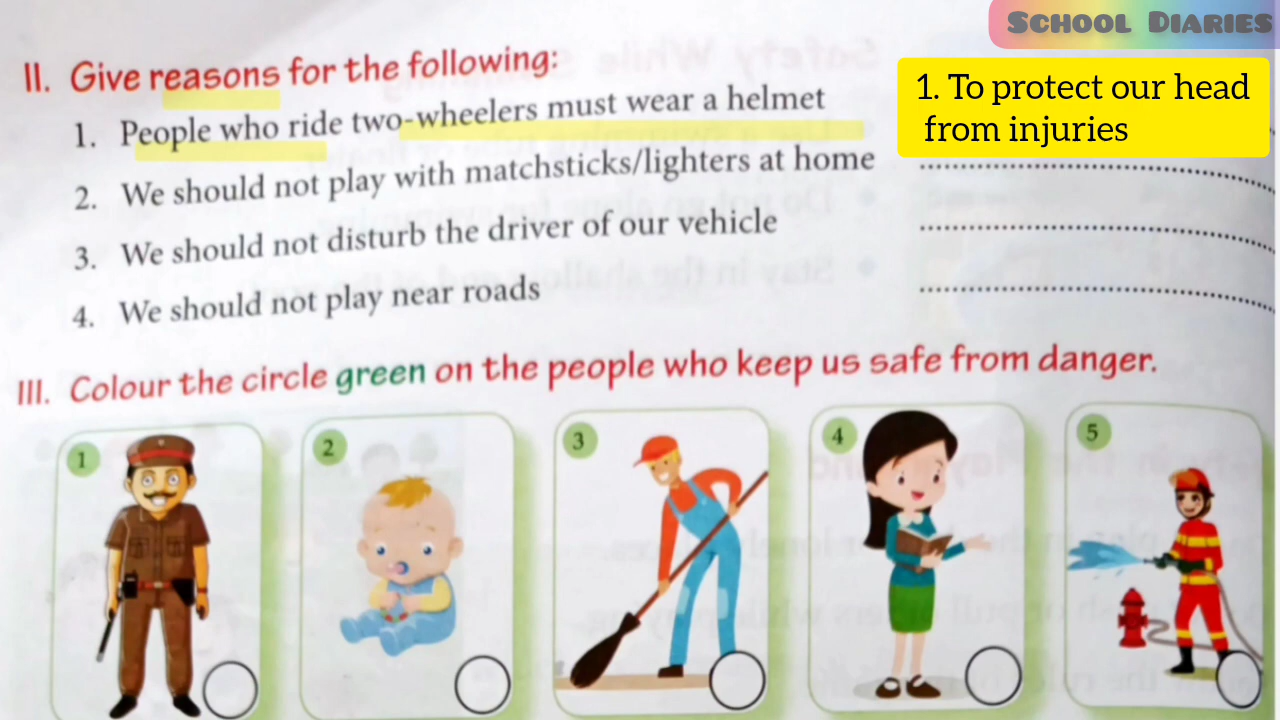 School Diaries
II. Give reasons for the following:
1. People who ride two-wheelers must wear a helmet
1. To protect our head
from injuries
2. We should not play with matchsticks/lighters at home
3. We should not disturb the driver of our vehicle
4. We should not play near roads
III. Colour the circle green on the people who keep us safe from danger.
1
2
3
4
5